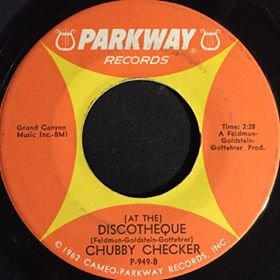 PARKWAY
RECORDS
Grand Canyon
Music Inc.-BMI
Time: 2:28
A Feldman-
Goldstein-
Gottehrer Prod.
(AT THE)
DISCOTHEQUE
(Feldman-Goldstein-Gottehrer)
CHUBBY CHECKER
P-949-B
© 1962 CAMEO-PARKWAY RECORDS, INC.